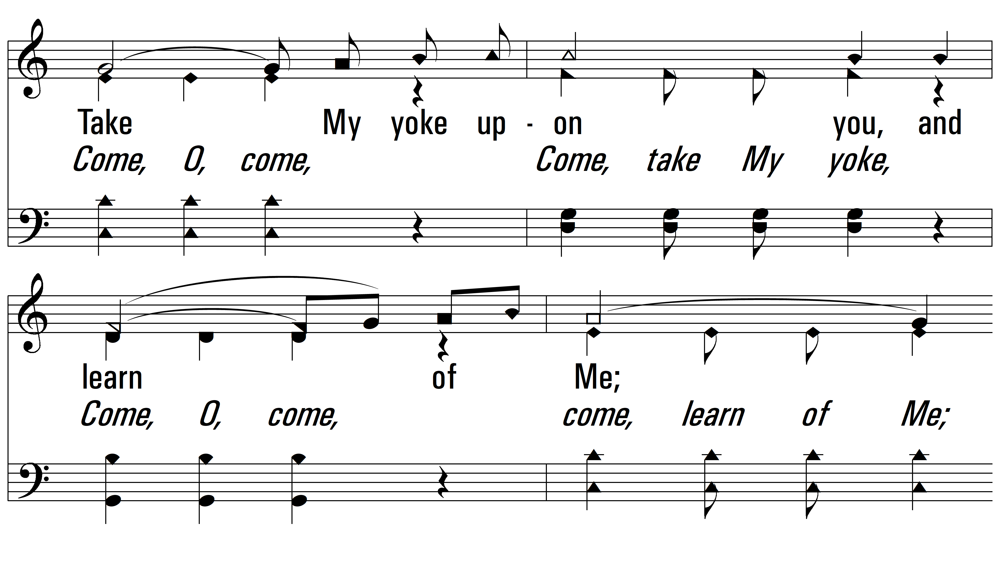 Take My yoke up - on you, and
Come, O, come, Come, take My yoke,
learn of Me;
Come, O, come, come, learn of Me;